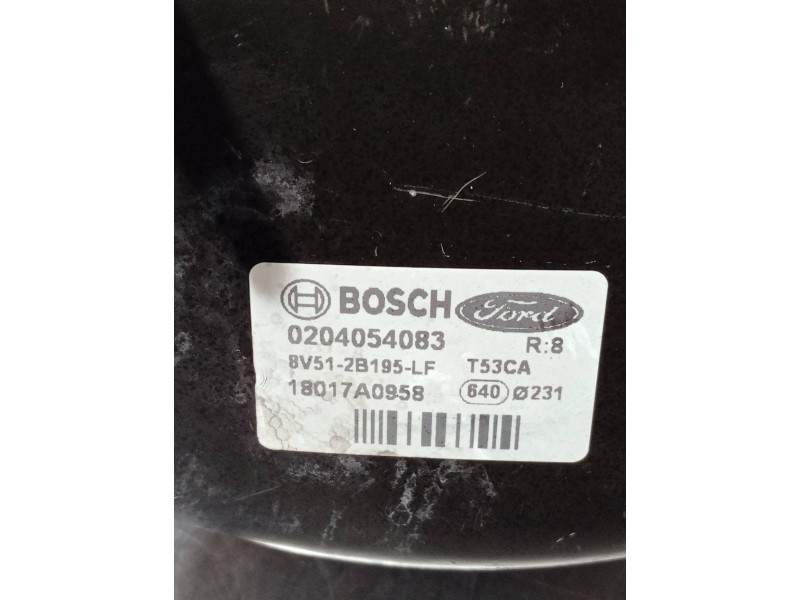 BOSCH Ford
0204054083 R:8
8V51-2B195-LF T53CA
18017A0958 640 Ø231